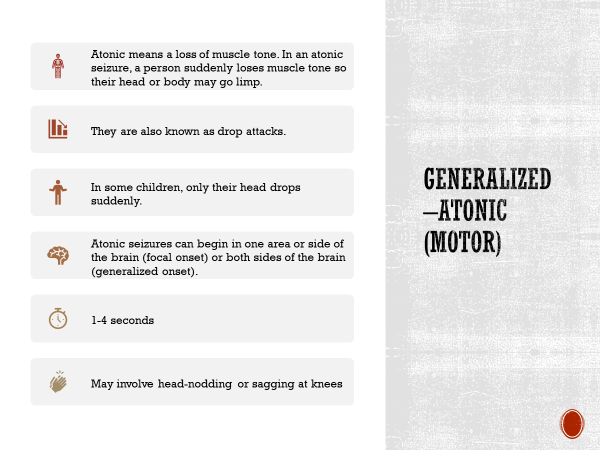 Atonic means a loss of muscle tone. In an atonic
seizure, a person suddenly loses muscle tone so
their head or body may go limp.
They are also known as drop attacks.
In some children, only their head drops
suddenly.
Atonic seizures can begin in one area or side of
the brain (focal onset) or both sides of the brain
(generalized onset).
1-4 seconds
May involve head-nodding or sagging at knees
GENERALIZED
—ATONIC
(MOTOR)